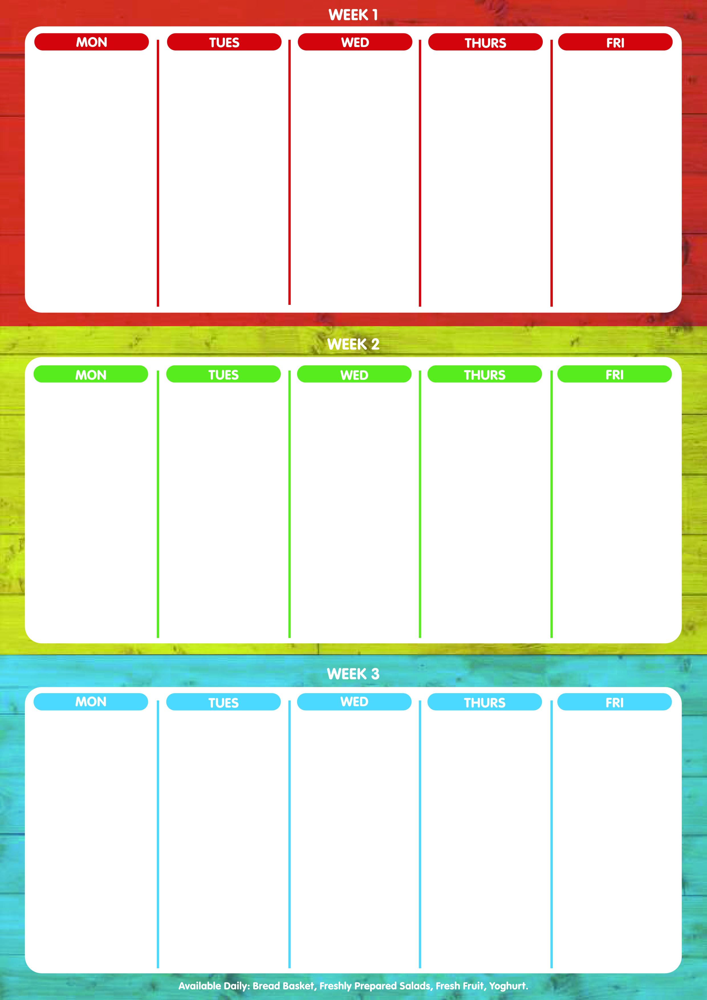 WEEK 1
MON TUES WED THURS FRI
WEEK 2
MON TUES WED THURS FRI
WEEK 3
MON TUES WED THURS FRI
Available Daily: Bread Basket, Freshly Prepared Salads, Fresh Fruit, Yoghurt.